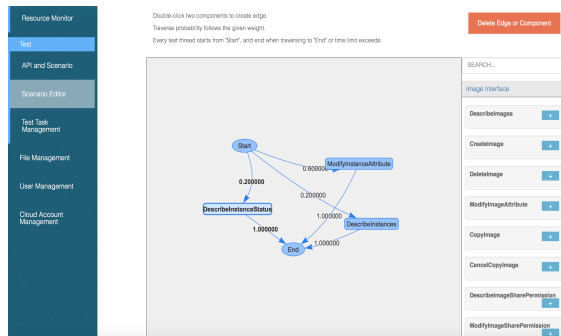 Resource Monitor
Test
API and Scenario
Scenario Editor
Test Task
Management
File Management
User Management
Cloud Account
Management
Double-click two components to create edge.
Traverse probability follows the given weight.
Every test thread starts from "Start", and end when traversing to "End" or time limit exceeds.
Delete Edge or Component
Start
0.600000
ModifyInstanceAttribute
0.200000
0.200000
DescribeInstanceStatus
1.000000
DescribeInstances
1.000000
1.000000
End
SEARCH...
Image Interface
DescribeImages
+
CreateImage
+
DeleteImage
+
ModifyImageAttribute
+
CopyImage
+
CancelCopyImage
+
DescribeImageSharePermission
+
ModifyImageSharePermission
+